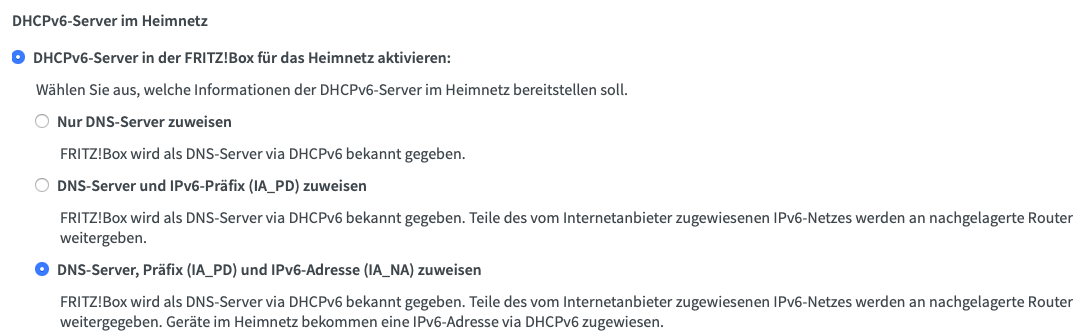 DHCPv6-Server im Heimnetz
DHCPv6-Server in der FRITZ!Box für das Heimnetz aktivieren:
Wählen Sie aus, welche Informationen der DHCPv6-Server im Heimnetz bereitstellen soll.
Nur DNS-Server zuweisen
FRITZ!Box wird als DNS-Server via DHCPv6 bekannt gegeben.
DNS-Server und IPv6-Präfix (IA_PD) zuweisen
FRITZ!Box wird als DNS-Server via DHCPv6 bekannt gegeben. Teile des vom Internetanbieter zugewiesenen IPv6-Netzes werden an nachgelagerte Router
weitergeben.
DNS-Server, Präfix (IA_PD) und IPv6-Adresse (IA_NA) zuweisen
FRITZ!Box wird als DNS-Server via DHCPv6 bekannt gegeben. Teile des vom Internetanbieter zugewiesenen IPv6-Netzes werden an nachgelagerte Router
weitergegeben. Geräte im Heimnetz bekommen eine IPv6-Adresse via DHCPv6 zugewiesen.